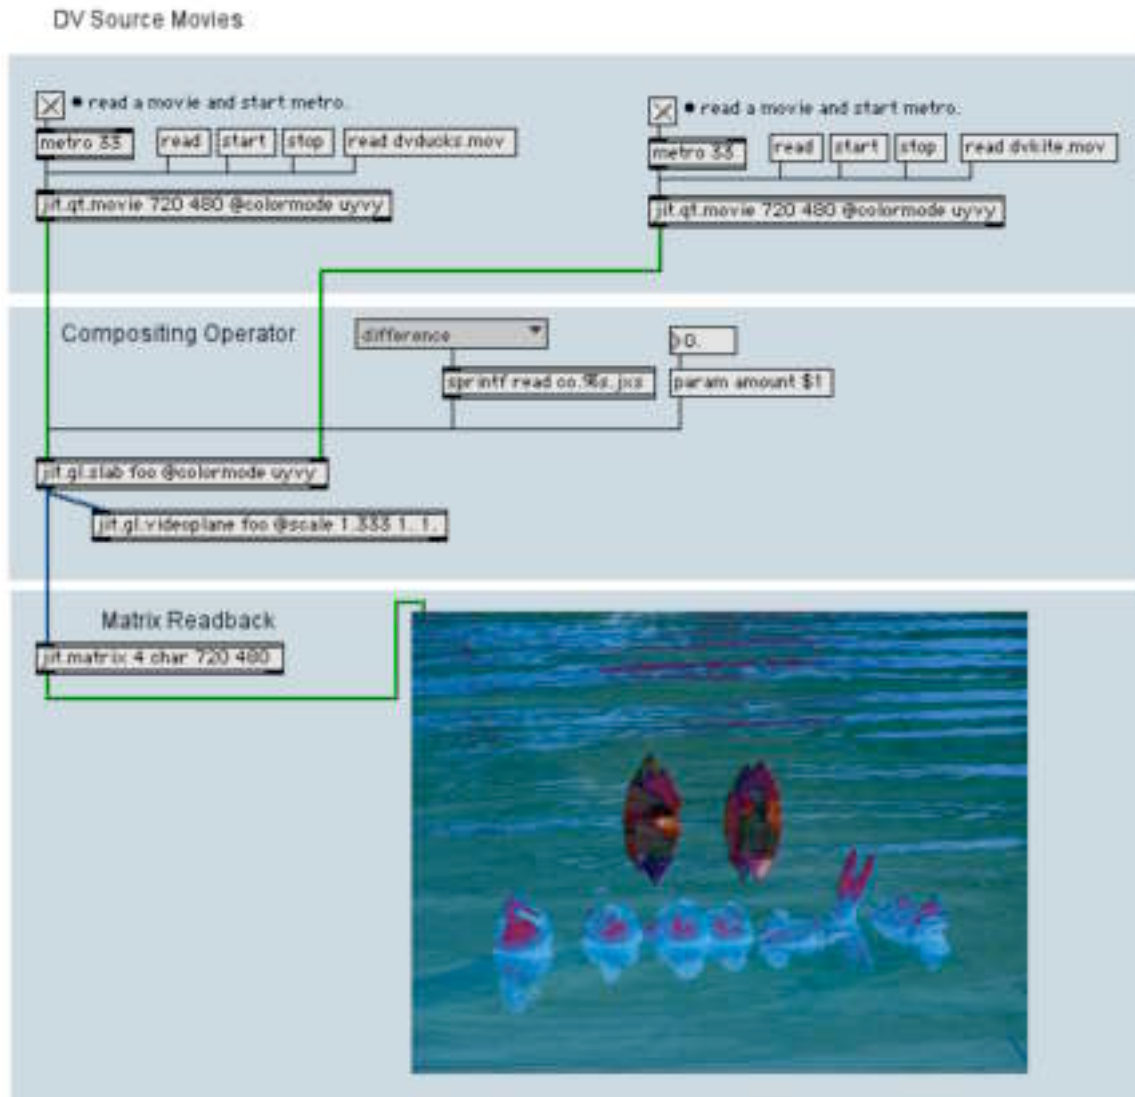 DV Source Movies
• read a movie and start metro.
metro 33
read
start
stop
read dvducks.mov
jit.qt.movie 720 480 @colormode uyvy
• read a movie and start metro.
metro 33
read
start
stop
read dvkite.mov
jit.qt.movie 720 480 @colormode uyvy
Compositing Operator
difference
0.
sprintf read co.%s.jxs
param amount $1
jit.gl.slab foo @colormode uyvy
jit.gl.videoplane foo @scale 1.333 1. 1.
Matrix Readback
jit.matrix 4 char 720 480